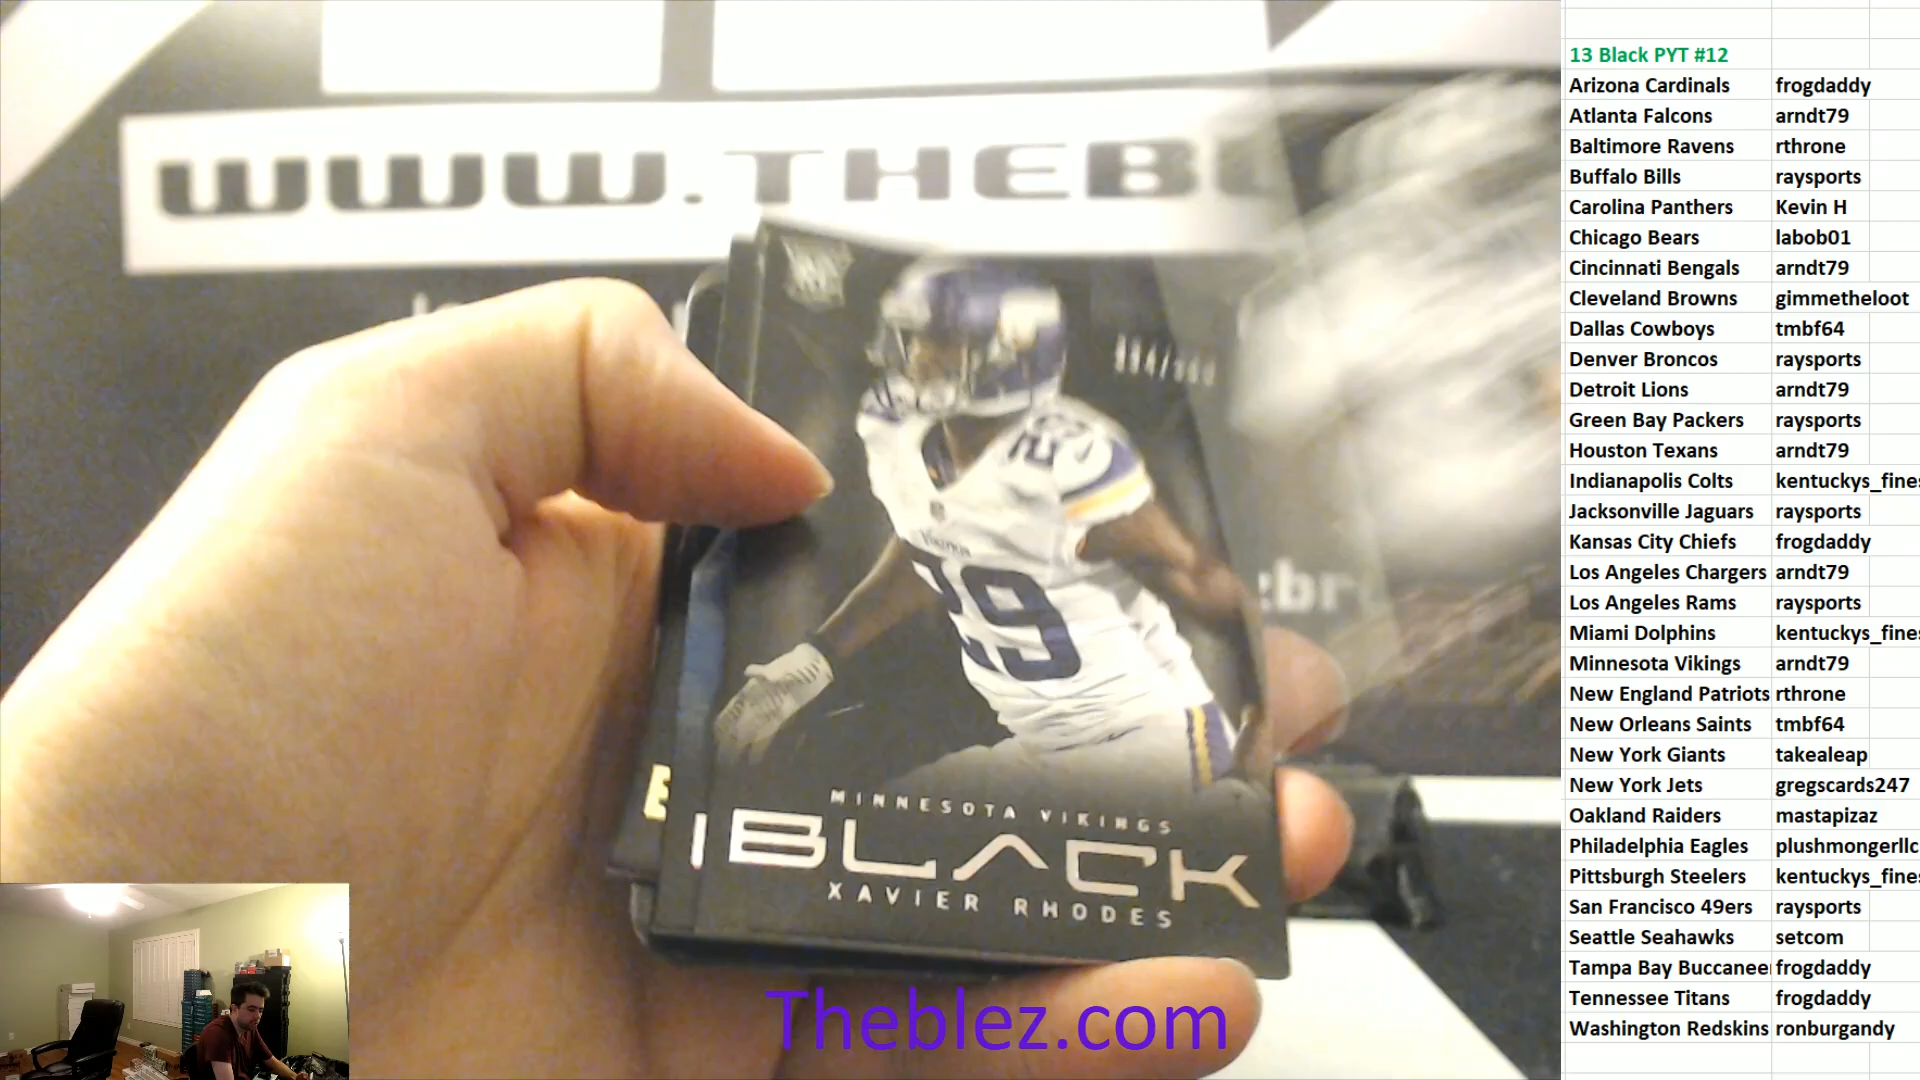 WWW.THEB
MINNESOTA VIKINGS
BLACK
XAVIER RHODES
29
Theblez.com
13 Black PYT #12
Arizona Cardinals frogdaddy
Atlanta Falcons arndt79
Baltimore Ravens rthrone
Buffalo Bills raysports
Carolina Panthers Kevin H
Chicago Bears labob01
Cincinnati Bengals arndt79
Cleveland Browns gimmetheloot
Dallas Cowboys tmbf64
Denver Broncos raysports
Detroit Lions arndt79
Green Bay Packers raysports
Houston Texans arndt79
Indianapolis Colts kentuckys_fines
Jacksonville Jaguars raysports
Kansas City Chiefs frogdaddy
Los Angeles Chargers arndt79
Los Angeles Rams raysports
Miami Dolphins kentuckys_fines
Minnesota Vikings arndt79
New England Patriots rthrone
New Orleans Saints tmbf64
New York Giants takealeap
New York Jets gregscards247
Oakland Raiders mastapizaz
Philadelphia Eagles plushmongerllc
Pittsburgh Steelers kentuckys_fines
San Francisco 49ers raysports
Seattle Seahawks setcom
Tampa Bay Buccanee frogdaddy
Tennessee Titans frogdaddy
Washington Redskins ronburgandy